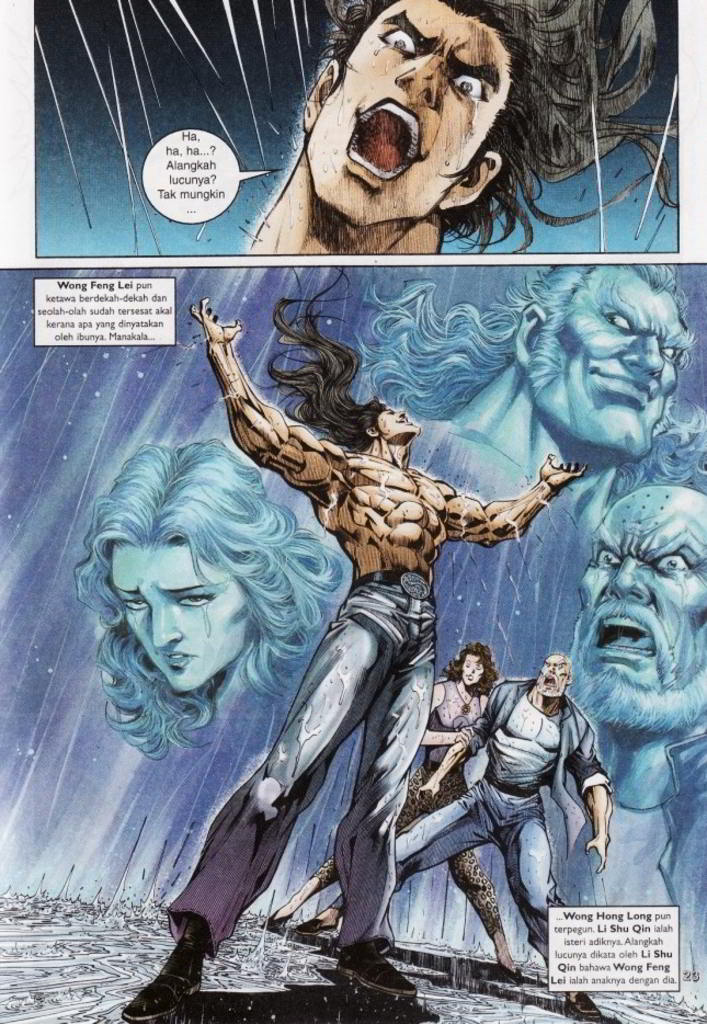 Ha,
ha, ha...?
Alangkah
lucunya?
Tak mungkin
...
Wong Feng Lei pun
ketawa berdekah-dekah dan
seolah-olah sudah tersesat akal
kerana apa yang dinyatakan
oleh ibunya. Manakala...
...Wong Hong Long pun
terpegun. Li Shu Qin ialah
isteri adiknya. Alangkah
lucunya dikata oleh Li Shu
Qin bahawa Wong Feng
Lei ialah anaknya dengan dia.
23